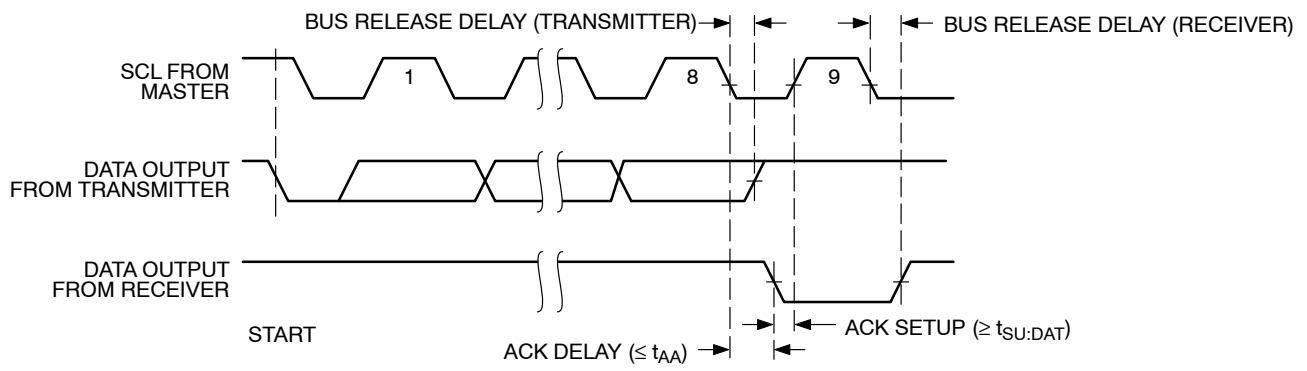 BUS RELEASE DELAY (TRANSMITTER)
BUS RELEASE DELAY (RECEIVER)
SCL FROM
MASTER
1
8
9
DATA OUTPUT
FROM TRANSMITTER
DATA OUTPUT
FROM RECEIVER
START
ACK SETUP (≥ tSU:DAT)
ACK DELAY (≤ tAA)